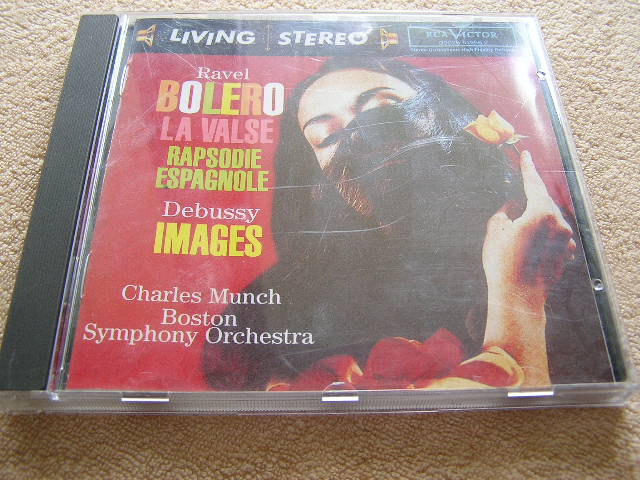 LIVING STEREO
RCA VICTOR
Ravel
BOLERO
LA VALSE
RAPSODIE
ESPAGNOLE
Debussy
IMAGES
Charles Munch
Boston
Symphony Orchestra